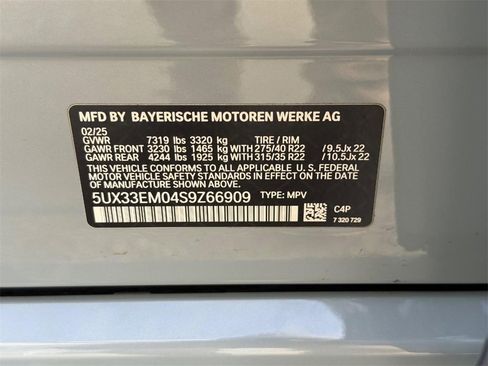 MFD BY BAYERISCHE MOTOREN WERKE AG
02/25
GVWR 7319 lbs 3320 kg TIRE / RIM
GAWR FRONT 3230 lbs 1465 kg WITH 275/40 R22 /9.5Jx 22
GAWR REAR 4244 lbs 1925 kg WITH 315/35 R22 /10.5Jx 22
THIS VEHICLE CONFORMS TO ALL APPLICABLE U. S. FEDERAL
MOTOR VEHICLE SAFETY STANDARDS IN EFFECT ON THE
DATE OF MANUFACTURE SHOWN ABOVE.
5UX33EM04S9Z66909 TYPE: MPV
C4P
7 320 729